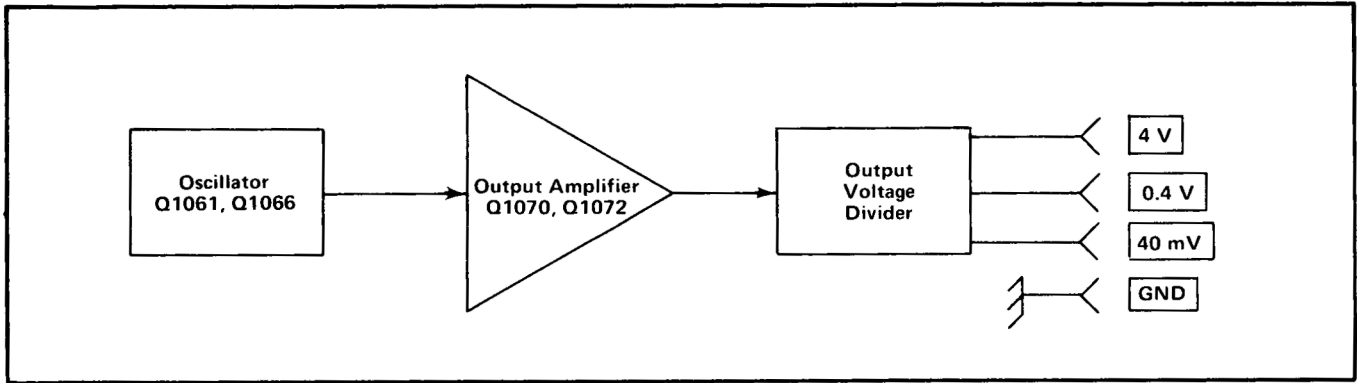 Oscillator
Q1061, Q1066
Output Amplifier
Q1070, Q1072
Output
Voltage
Divider
4 V
0.4 V
40 mV
GND